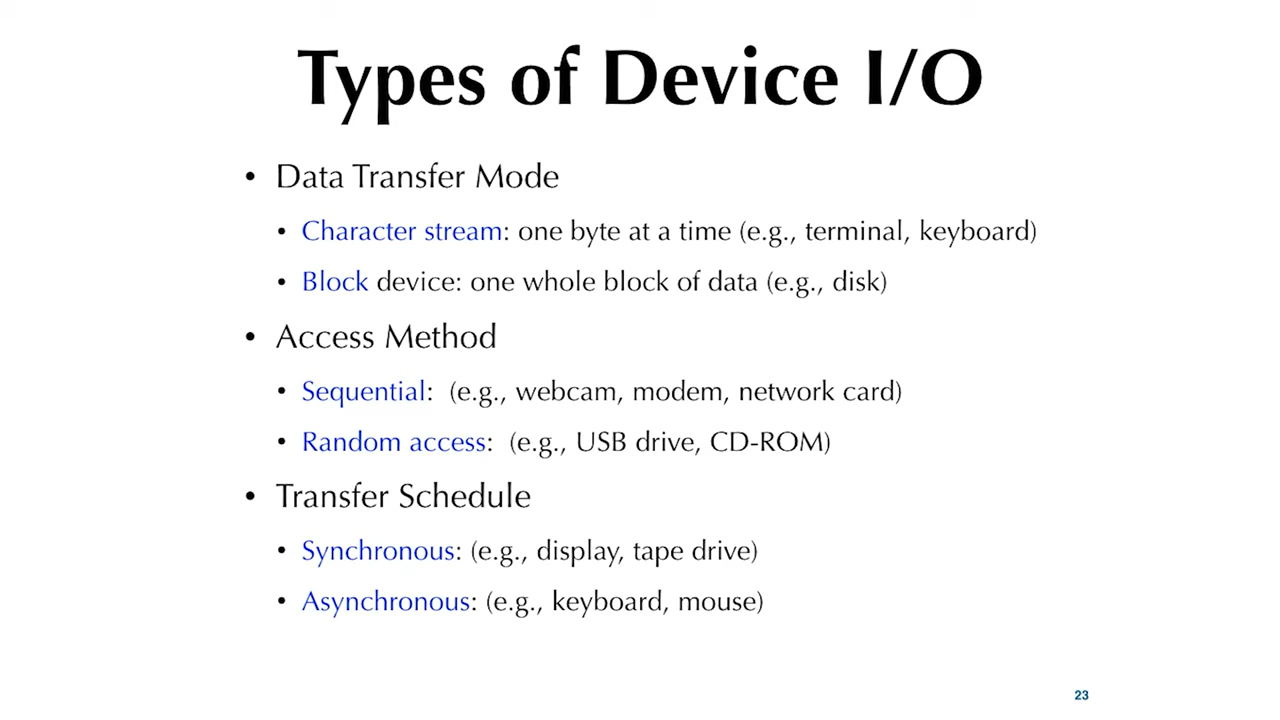 Types of Device I/O
• Data Transfer Mode
• Character stream: one byte at a time (e.g., terminal, keyboard)
• Block device: one whole block of data (e.g., disk)
• Access Method
• Sequential:  (e.g., webcam, modem, network card)
• Random access:  (e.g., USB drive, CD-ROM)
• Transfer Schedule
• Synchronous: (e.g., display, tape drive)
• Asynchronous: (e.g., keyboard, mouse)
23